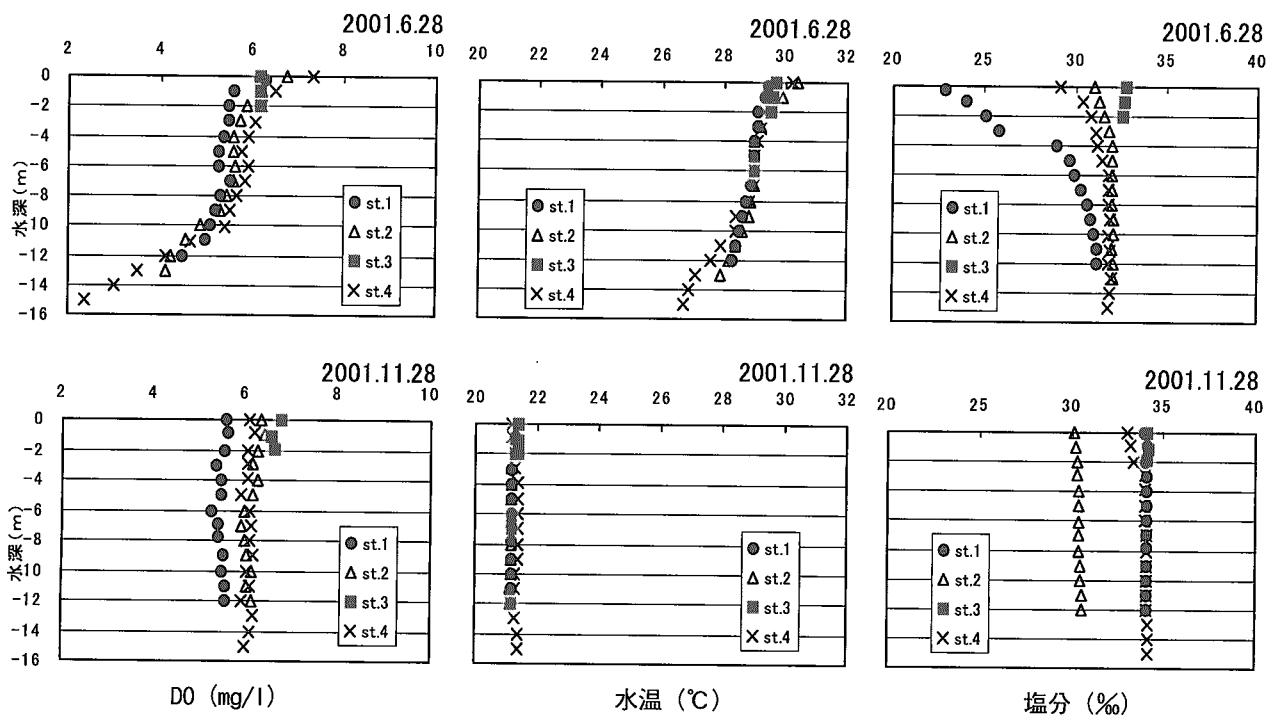 2001.6.28
2 4 6 8 10
0
-2
-4
-6
-8
-10
-12
-14
-16
水深(m)
st.1
st.2
st.3
st.4
2001.6.28
20 22 24 26 28 30 32
st.1
st.2
st.3
st.4
2001.6.28
20 25 30 35 40
st.1
st.2
st.3
st.4
2001.11.28
2 4 6 8 10
0
-2
-4
-6
-8
-10
-12
-14
-16
水深(m)
st.1
st.2
st.3
st.4
DO (mg/l)
2001.11.28
20 22 24 26 28 30 32
st.1
st.2
st.3
st.4
水温 (℃)
2001.11.28
20 25 30 35 40
st.1
st.2
st.3
st.4
塩分 (‰)